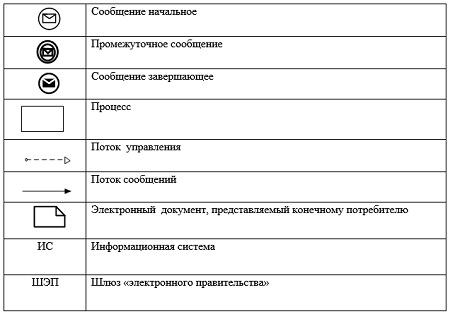 Сообщение начальное
Промежуточное сообщение
Сообщение завершающее
Процесс
Поток управления
Поток сообщений
Электронный документ, представляемый конечному потребителю
ИС Информационная система
ШЭП Шлюз «электронного правительства»